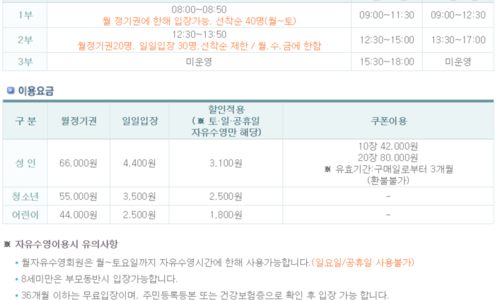 1부 08:00~08:50 09:00~11:30 09:00~12:30
월 정기권에 한해 입장가능, 선착순 40명(월~토)
2부 12:30~13:50 12:30~15:00 13:30~17:00
월정기권20명, 일일입장 30명,선착순 제한 / 월,수,금에 한함
3부 미운영 15:30~18:00 미운영
이용요금
구 분 월정기권 일일입장 할인적용 쿠폰이용
(※ 토·일·공휴일
자유수영만 해당)
성 인 66,000원 4,400원 3,100원 10장 42,000원
20장 80,000원
※ 유효기간:구매일로부터 3개월
(환불불가)
청소년 55,000원 3,500원 2,500원 -
어린이 44,000원 2,500원 1,800원 -
※ 자유수영이용시 유의사항
• 월자유수영회원은 월~토요일까지 자유수영시간에 한해 사용가능합니다.(일요일/공휴일 사용불가)
• 8세미만은 부모동반시 입장가능합니다.
• 36개월 이하는 무료입장이며, 주민등록등본 또는 건강보험증으로 확인 후 입장 가능 합니다.